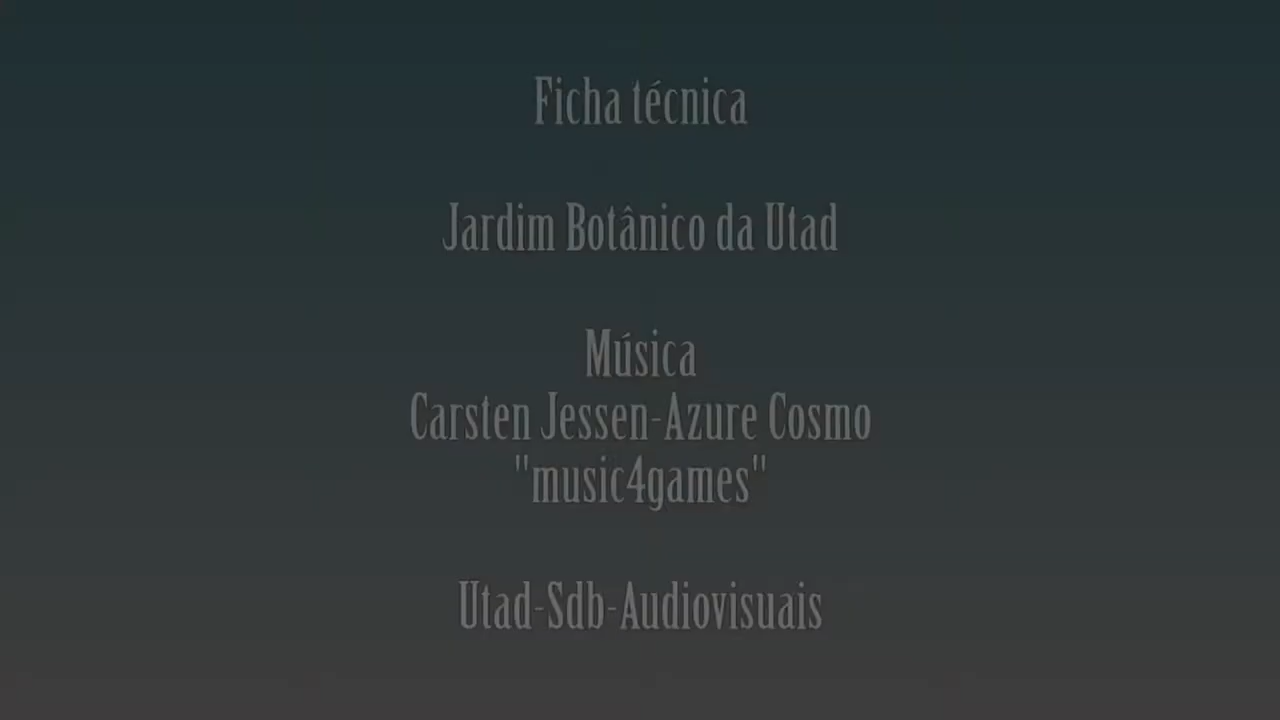 Ficha técnica
Jardim Botânico da Utad
Música
Carsten Jessen-Azure Cosmo
"music4games"
Utad-Sdb-Audiovisuais